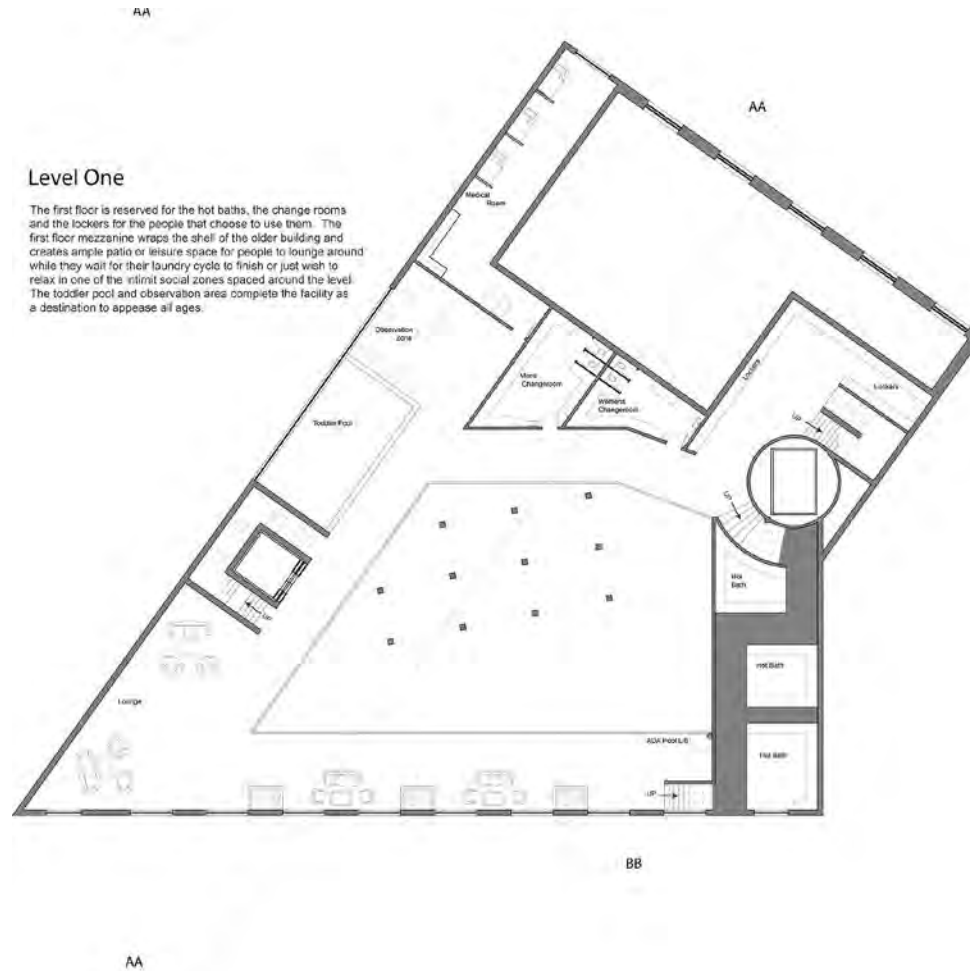 AA
AA
Level One
The first floor is reserved for the hot baths, the change rooms
and the lockers for the people that choose to use them. The
first floor mezzanine wraps the shell of the older building and
creates ample patio or leisure space for people to lounge around
while they wait for their laundry cycle to finish or just wish to
relax in one of the intimit social zones spaced around the level.
The toddler pool and observation area complete the facility as
a destination to appease all ages.
Medical
Room
Observation
Zone
Mens
Changeroom
Womens
Changeroom
Lockers
Lockers
UP
Toddler Pool
UP
Hot
Bath
UP
Hot Bath
Lounge
ADA Pool Lift
Hot Bath
UP
BB
AA